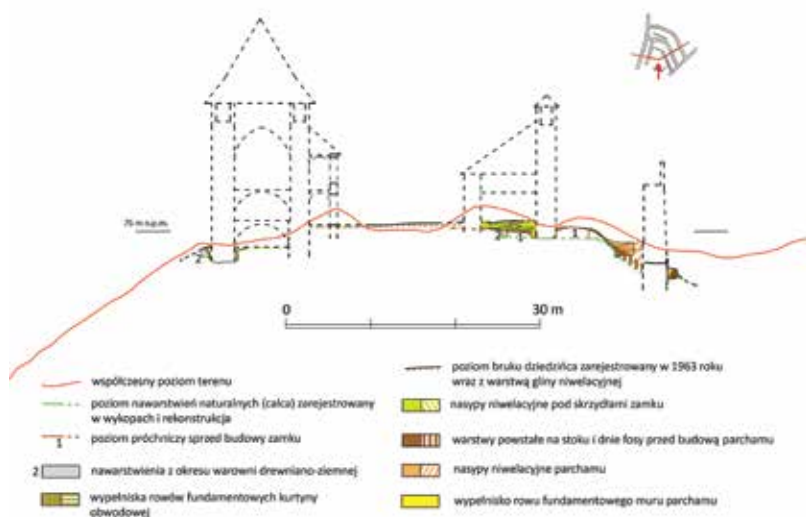 75 m n.p.m.
0 30 m
współczesny poziom terenu
poziom nawarstwień naturalnych (calca) zarejestrowany
w wykopach i rekonstrukcja
1 poziom próchniczy sprzed budowy zamku
2 nawarstwienia z okresu warowni drewniano-ziemnej
wypełniska rowów fundamentowych kurtyny
obwodowej
poziom bruku dziedzińca zarejestrowany w 1963 roku
wraz z warstwą gliny niwelacyjnej
nasypy niwelacyjne pod skrzydłami zamku
warstwy powstałe na stoku i dnie fosy przed budową parchamu
nasypy niwelacyjne parchamu
wypełnisko rowu fundamentowego muru parchamu